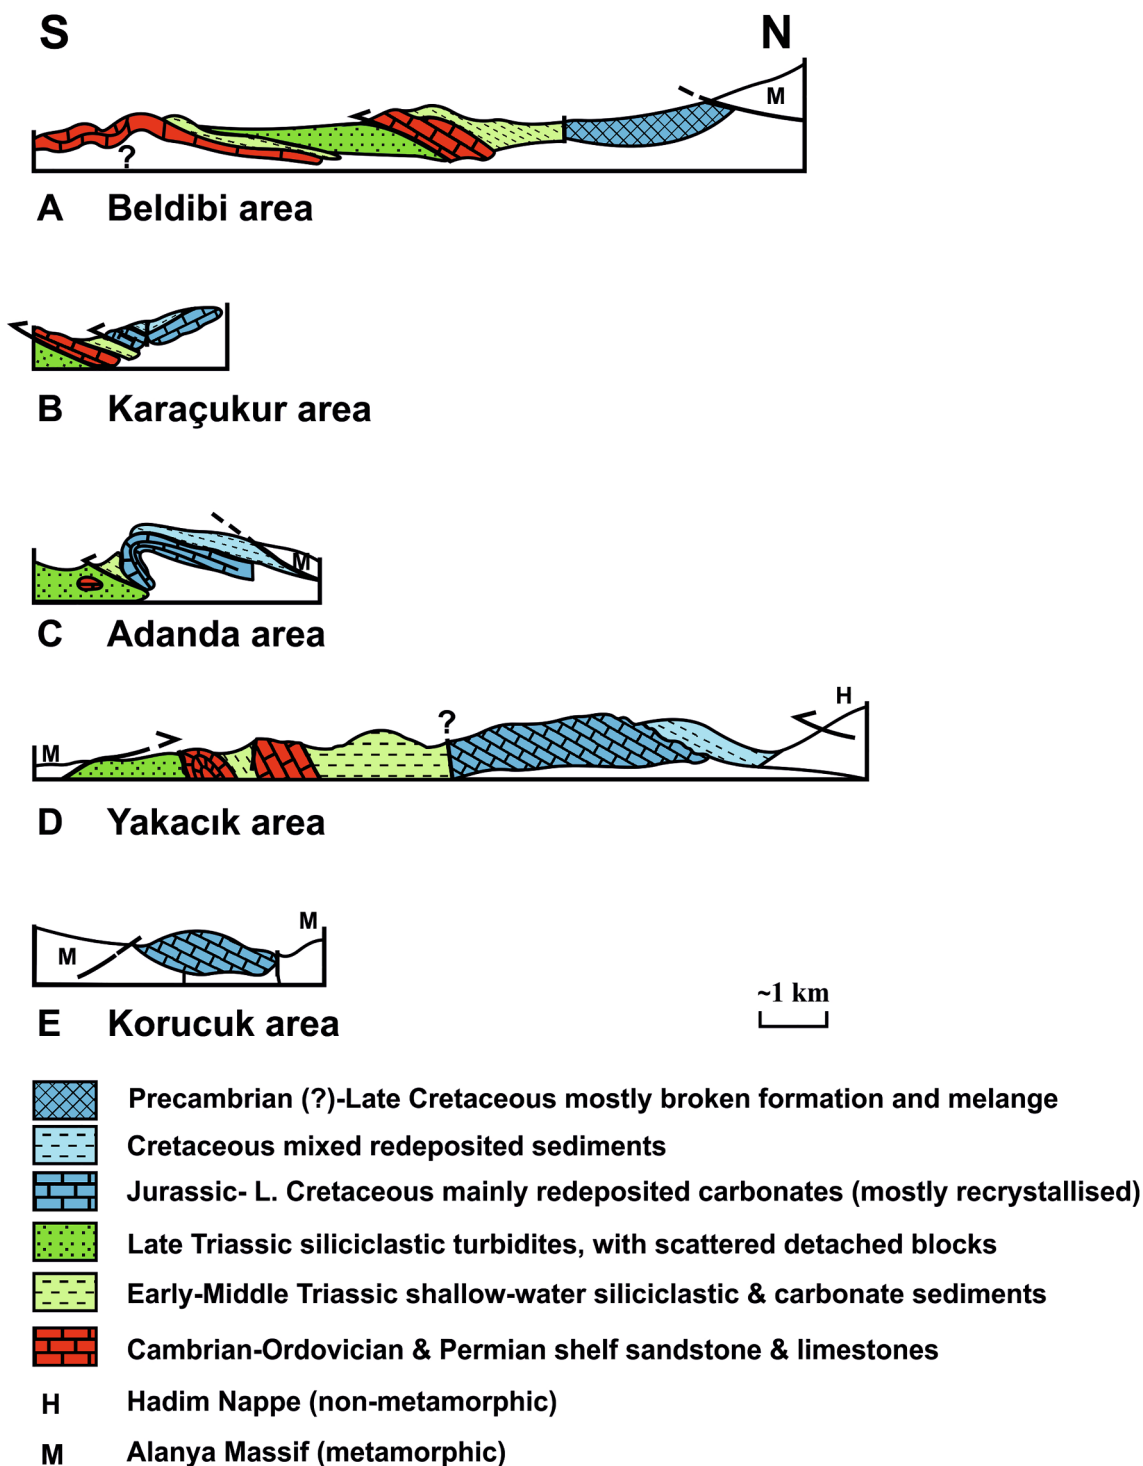 S N
M
?
A Beldibi area
B Karaçukur area
M
C Adanda area
H
?
M
D Yakacık area
M
M
~1 km
E Korucuk area
Precambrian (?)-Late Cretaceous mostly broken formation and melange
Cretaceous mixed redeposited sediments
Jurassic- L. Cretaceous mainly redeposited carbonates (mostly recrystallised)
Late Triassic siliciclastic turbidites, with scattered detached blocks
Early-Middle Triassic shallow-water siliciclastic & carbonate sediments
Cambrian-Ordovician & Permian shelf sandstone & limestones
H Hadim Nappe (non-metamorphic)
M Alanya Massif (metamorphic)